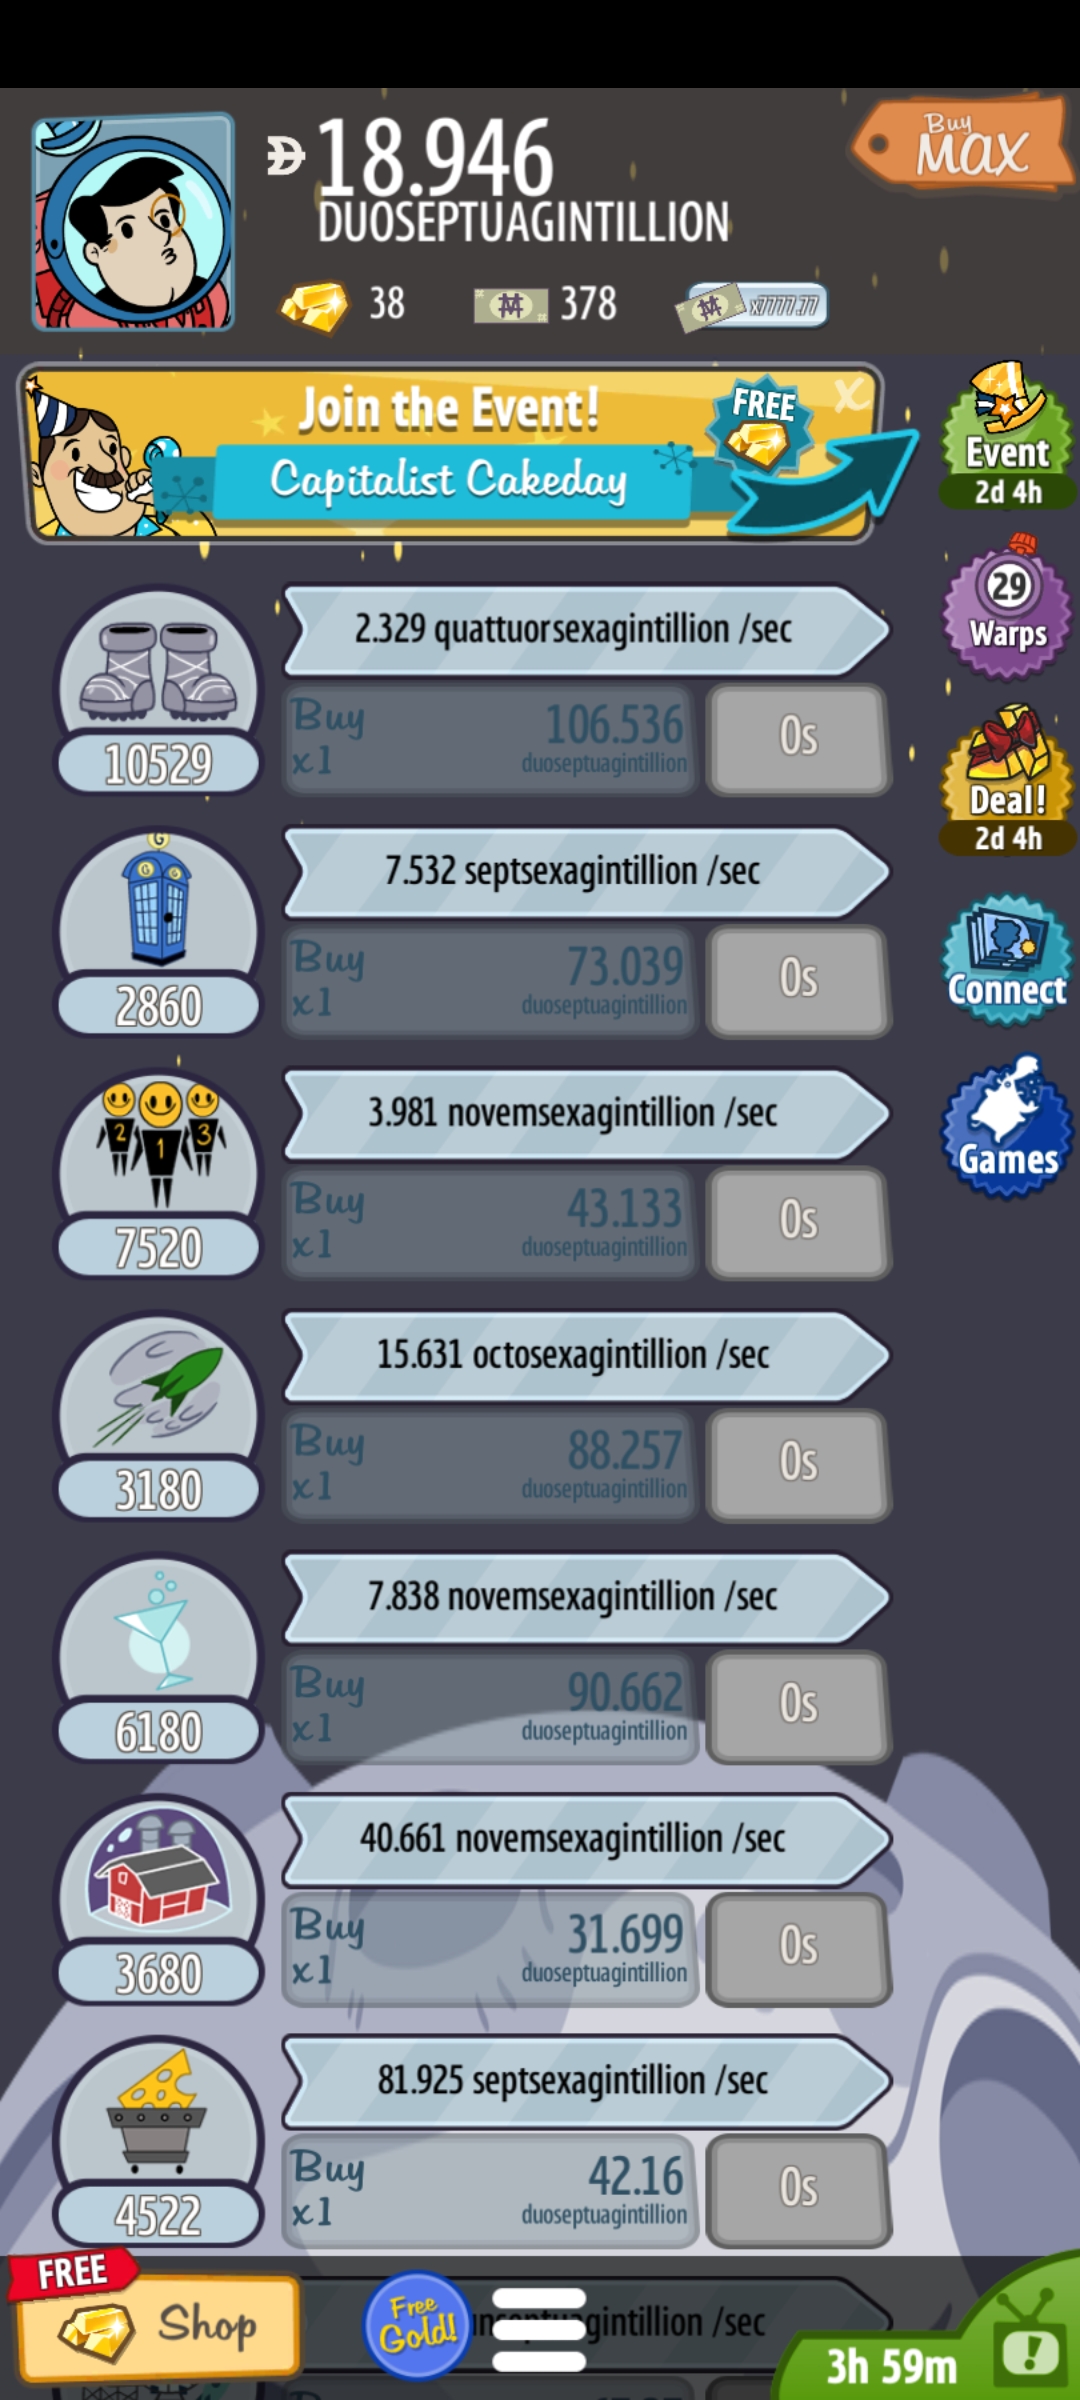 18.946
Buy
Max
DUOSEPTUAGINTILLION
38
378
x7777.77
Join the Event!
FREE
X
Capitalist Cakeday
Event
2d 4h
2.329 quattuorsexagintillion /sec
29
Warps
Buy
x1
106.536
duoseptuagintillion
0s
10529
Deal!
2d 4h
G
G G
7.532 septsexagintillion /sec
Buy
x1
73.039
duoseptuagintillion
0s
2860
Connect
2 1 3
3.981 novemsexagintillion /sec
Games
Buy
x1
43.133
duoseptuagintillion
0s
7520
15.631 octosexagintillion /sec
Buy
x1
88.257
duoseptuagintillion
0s
3180
7.838 novemsexagintillion /sec
Buy
x1
90.662
duoseptuagintillion
0s
6180
40.661 novemsexagintillion /sec
Buy
x1
31.699
duoseptuagintillion
0s
3680
81.925 septsexagintillion /sec
Buy
x1
42.16
duoseptuagintillion
0s
4522
FREE
Shop
Free
Gold!
/sec
3h 59m
!